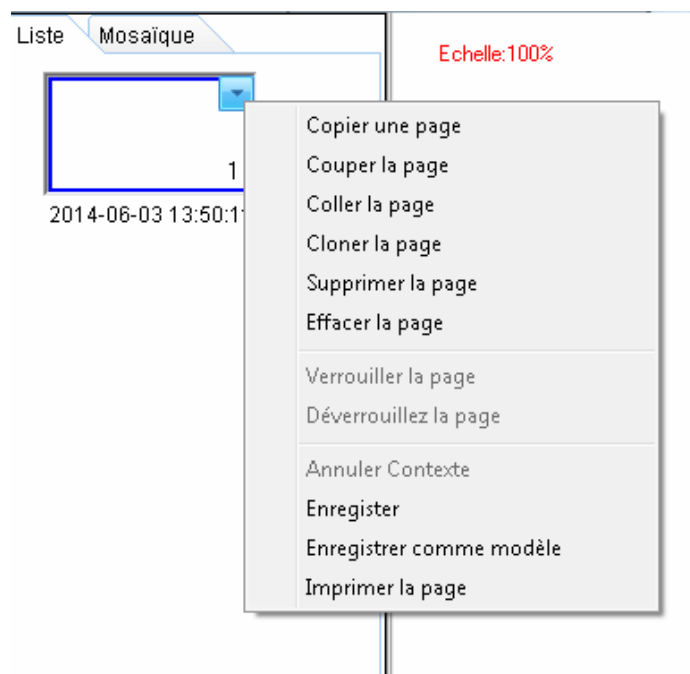 Liste Mosaïque
Echelle:100%
1
2014-06-03 13:50:1
Copier une page
Couper la page
Coller la page
Cloner la page
Supprimer la page
Effacer la page
Verrouiller la page
Déverrouillez la page
Annuler Contexte
Enregister
Enregistrer comme modèle
Imprimer la page